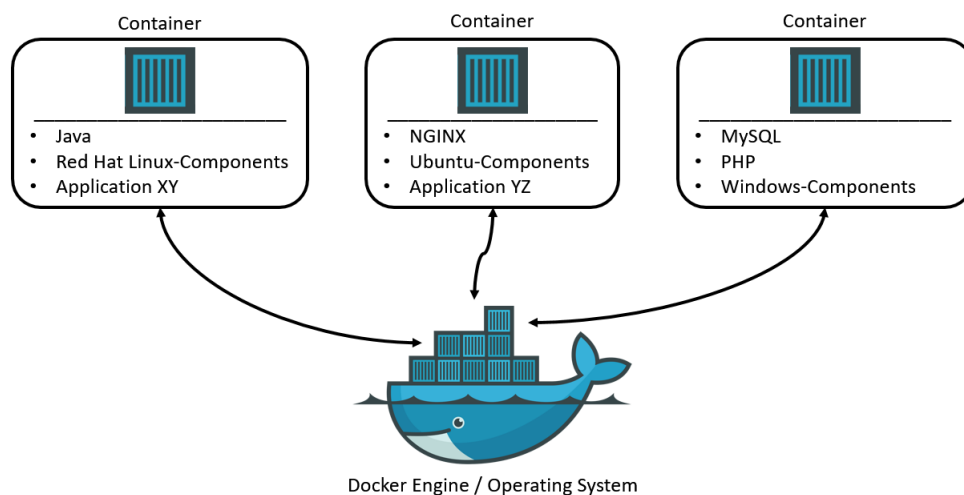 Container
Container
Container
• Java
• Red Hat Linux-Components
• Application XY
• NGINX
• Ubuntu-Components
• Application YZ
• MySQL
• PHP
• Windows-Components
Docker Engine / Operating System